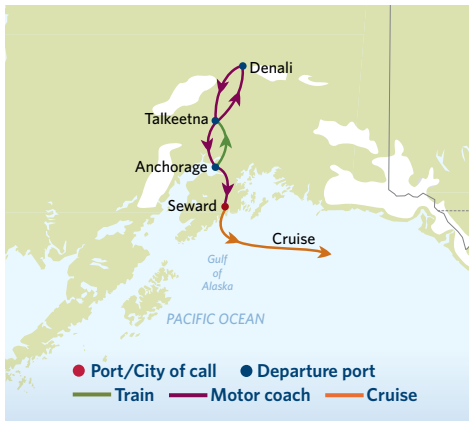 Denali
Talkeetna
Anchorage
Seward
Cruise
Gulf
of
Alaska
PACIFIC OCEAN
Port/City of call Departure port
Train Motor coach Cruise